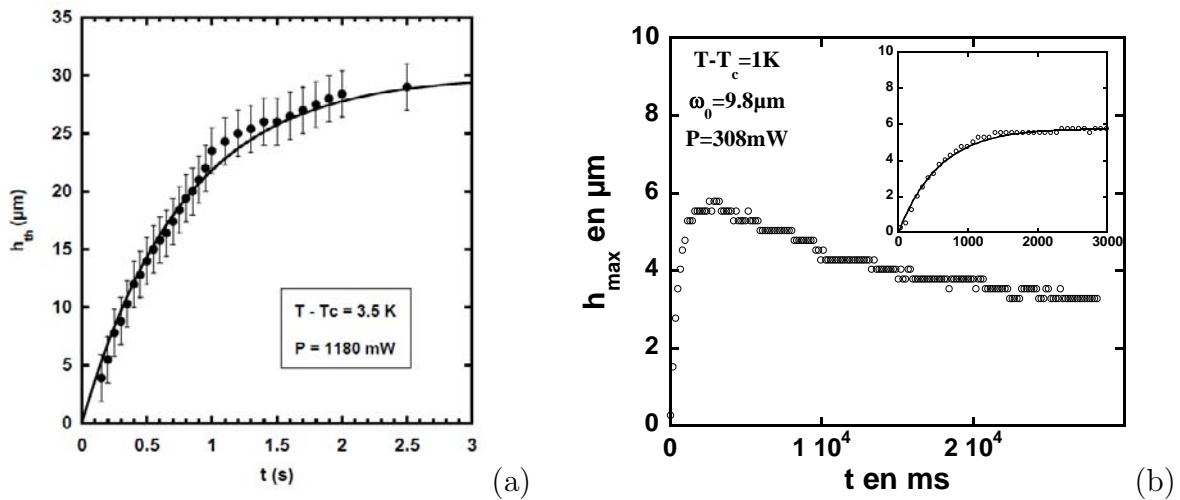 35
30
25
20
15
10
5
0
h_th (µm)
0 0.5 1 1.5 2 2.5 3
t (s)
T - Tc = 3.5 K
P = 1180 mW
(a)
10
8
6
4
2
0
h_max en µm
0 1 10^4 2 10^4
t en ms
T-T_c=1K
ω_0=9.8µm
P=308mW
10
8
6
4
2
0
0 1000 2000 3000
(b)